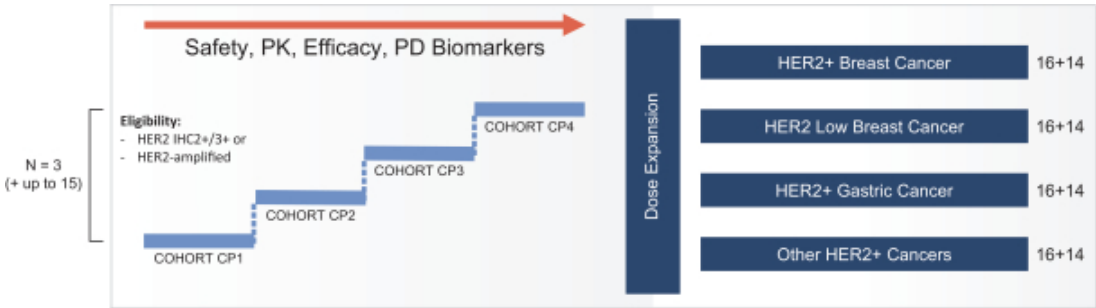 Safety, PK, Efficacy, PD Biomarkers
Eligibility:
- HER2 IHC2+/3+ or
- HER2-amplified
N = 3
(+ up to 15)
COHORT CP1
COHORT CP2
COHORT CP3
COHORT CP4
Dose Expansion
HER2+ Breast Cancer 16+14
HER2 Low Breast Cancer 16+14
HER2+ Gastric Cancer 16+14
Other HER2+ Cancers 16+14